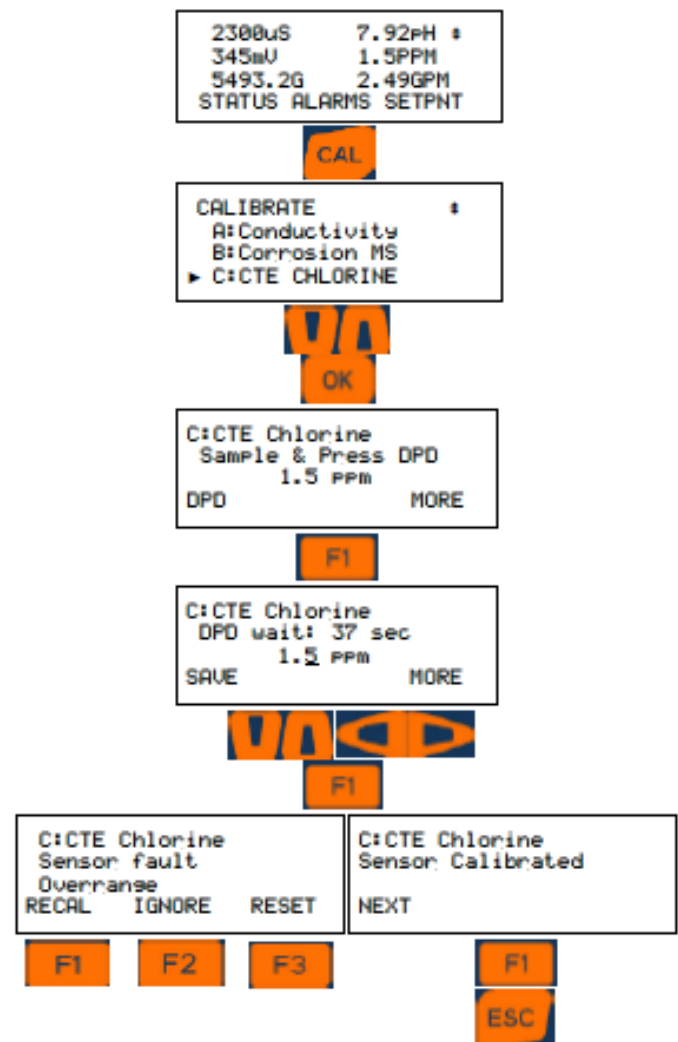 2300uS 7.92pH
345mV 1.5PPM
5493.2G 2.49GPM
STATUS ALARMS SETPNT
CAL
CALIBRATE
A:Conductivity
B:Corrosion MS
► C:CTE CHLORINE
OK
C:CTE Chlorine
Sample & Press DPD
1.5 ppm
DPD MORE
F1
C:CTE Chlorine
DPD wait: 37 sec
1.5 ppm
SAVE MORE
F1
C:CTE Chlorine
Sensor fault
Overrange
RECAL IGNORE RESET
F1 F2 F3
C:CTE Chlorine
Sensor Calibrated
NEXT
F1
ESC